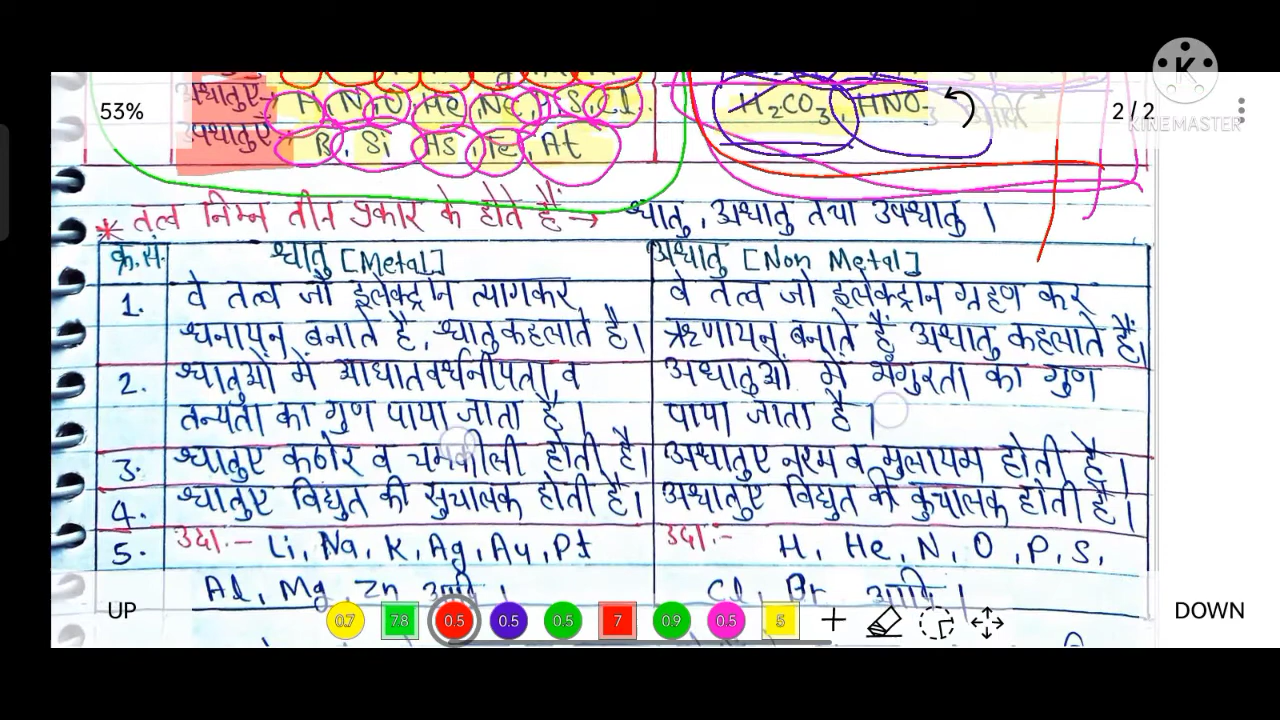 अधातुएँ→ H, N, O, He, Ne, P, S, Cl.
H₂CO₃, HNO₃
53%
2/2
KINEMASTER
उपधातुएँ B, Si, As, Te, At
* तत्व निम्न तीन प्रकार के होते हैं → धातु, अधातु तथा उपधातु।
क्र.सं. धातु [Metal] अधातु [Non Metal]
1. वे तत्व जो इलेक्ट्रॉन त्यागकर वे तत्व जो इलेक्ट्रॉन ग्रहण कर
धनायन बनाते है, धातु कहलाते है। ऋणायन बनाते हैं अधातु कहलाते हैं।
2. धातुओं में आघातवर्धनीयता व अधातुओं में भंगुरता का गुण
तन्यता का गुण पाया जाता है। पाया जाता है।
3. धातुए कठोर व चमकीली होती है। अधातुए नरम व मुलायम होती है।
4. धातुए विद्युत की सुचालक होती है। अधातुए विद्युत की कुचालक होती है।
5. उदा.:- Li, Na, K, Ag, Au, Pt उदा.:- H, He, N, O, P, S,
Al, Mg, Zn आदि। Cl, Br आदि।
UP
0.7 7.8 0.5 0.5 0.5 7 0.9 0.5 5
DOWN